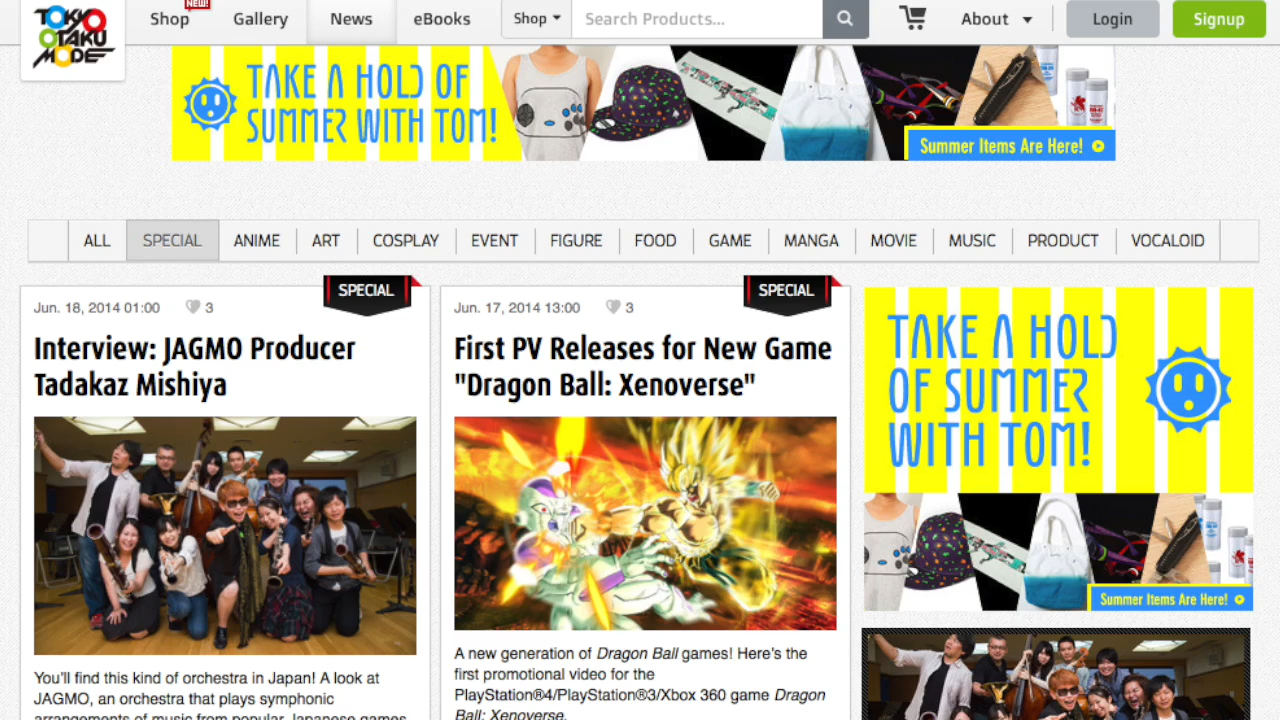 TOKYO
OTAKU
MODE
NEW!
Shop
Gallery
News
eBooks
Shop
Search Products...
About
Login
Signup
TAKE A HOLD OF
SUMMER WITH TOM!
Summer Items Are Here!
ALL
SPECIAL
ANIME
ART
COSPLAY
EVENT
FIGURE
FOOD
GAME
MANGA
MOVIE
MUSIC
PRODUCT
VOCALOID
Jun. 18, 2014 01:00
3
SPECIAL
Interview: JAGMO Producer
Tadakaz Mishiya
You'll find this kind of orchestra in Japan! A look at
JAGMO, an orchestra that plays symphonic
arrangements of music from popular Japanese games
Jun. 17, 2014 13:00
3
SPECIAL
First PV Releases for New Game
"Dragon Ball: Xenoverse"
A new generation of Dragon Ball games! Here's the
first promotional video for the
PlayStation®4/PlayStation®3/Xbox 360 game Dragon
Ball: Xenoverse.
TAKE A HOLD
OF SUMMER
WITH TOM!
Summer Items Are Here!